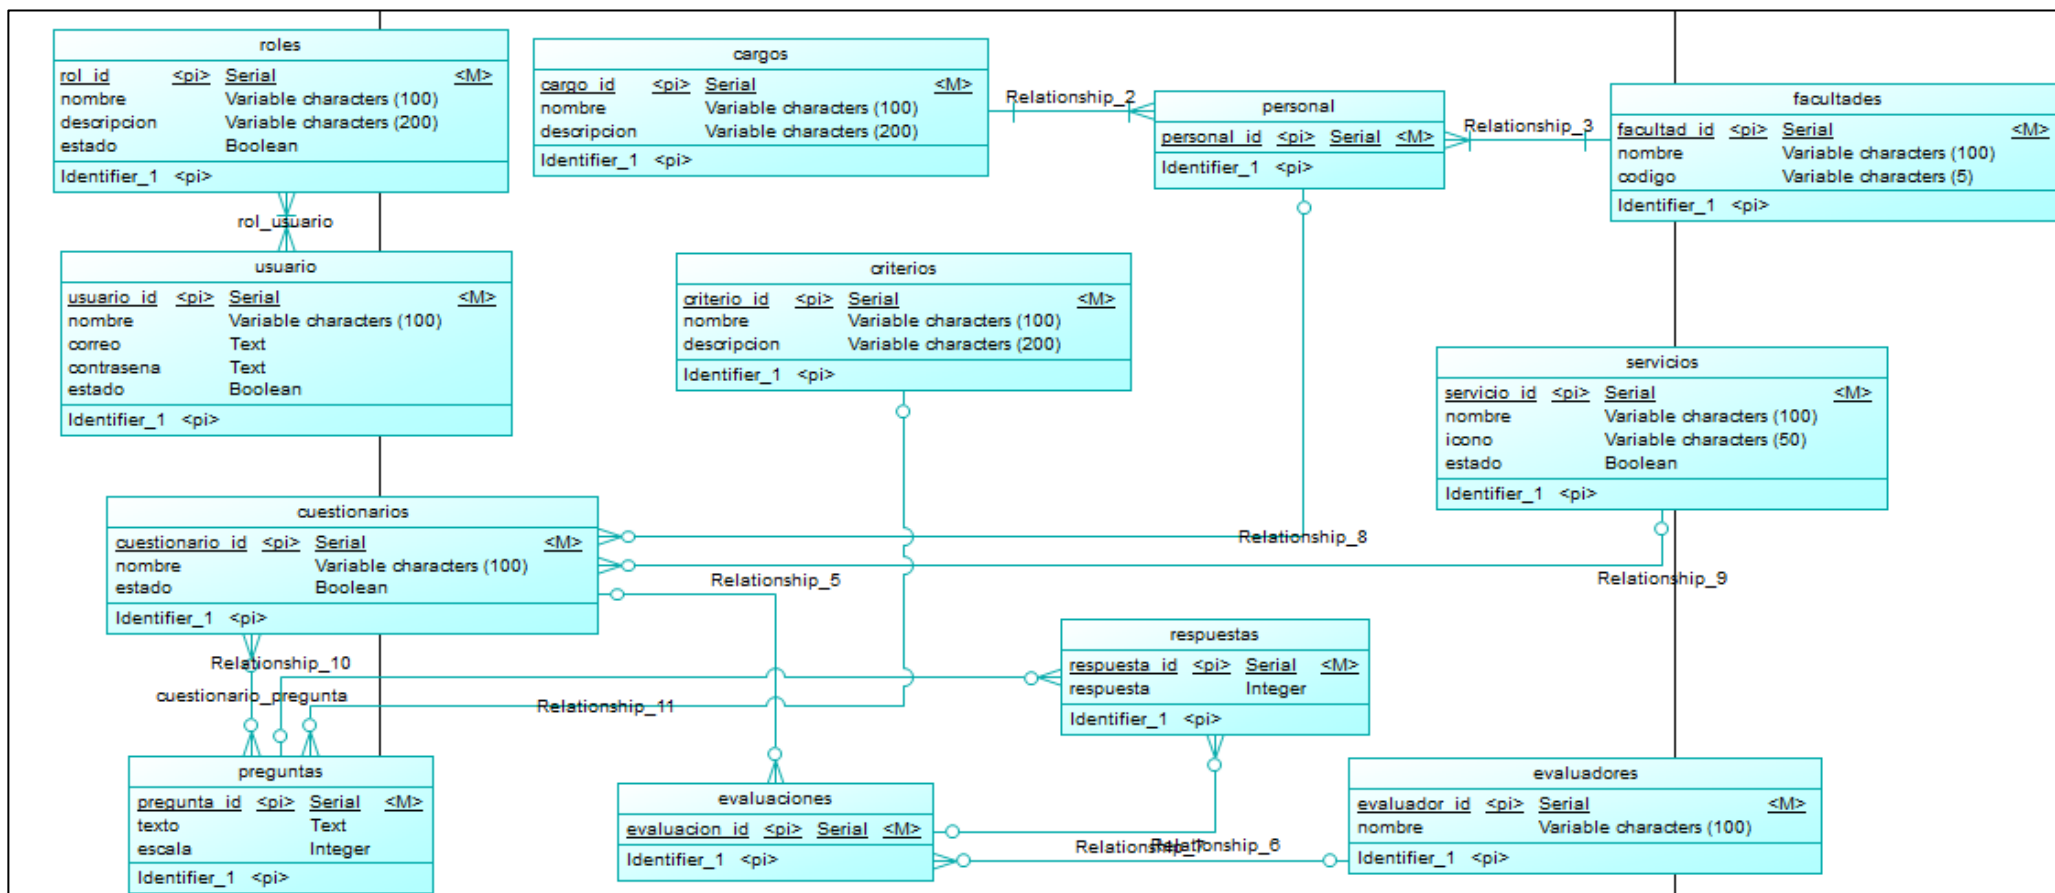 roles
rol_id <pi> Serial <M>
nombre Variable characters (100)
descripcion Variable characters (200)
estado Boolean
Identifier_1 <pi>
rol_usuario
usuario
usuario_id <pi> Serial <M>
nombre Variable characters (100)
correo Text
contrasena Text
estado Boolean
Identifier_1 <pi>
cargos
cargo_id <pi> Serial <M>
nombre Variable characters (100)
descripcion Variable characters (200)
Identifier_1 <pi>
Relationship_2
personal
personal_id <pi> Serial <M>
Identifier_1 <pi>
Relationship_3
facultades
facultad_id <pi> Serial <M>
nombre Variable characters (100)
codigo Variable characters (5)
Identifier_1 <pi>
criterios
criterio_id <pi> Serial <M>
nombre Variable characters (100)
descripcion Variable characters (200)
Identifier_1 <pi>
servicios
servicio_id <pi> Serial <M>
nombre Variable characters (100)
icono Variable characters (50)
estado Boolean
Identifier_1 <pi>
cuestionarios
cuestionario_id <pi> Serial <M>
nombre Variable characters (100)
estado Boolean
Identifier_1 <pi>
Relationship_8
Relationship_9
Relationship_5
Relationship_10
cuestionario_pregunta
Relationship_11
respuestas
respuesta_id <pi> Serial <M>
respuesta Integer
Identifier_1 <pi>
preguntas
pregunta_id <pi> Serial <M>
texto Text
escala Integer
Identifier_1 <pi>
evaluaciones
evaluacion_id <pi> Serial <M>
Identifier_1 <pi>
Relationship_7
Relationship_6
evaluadores
evaluador_id <pi> Serial <M>
nombre Variable characters (100)
Identifier_1 <pi>